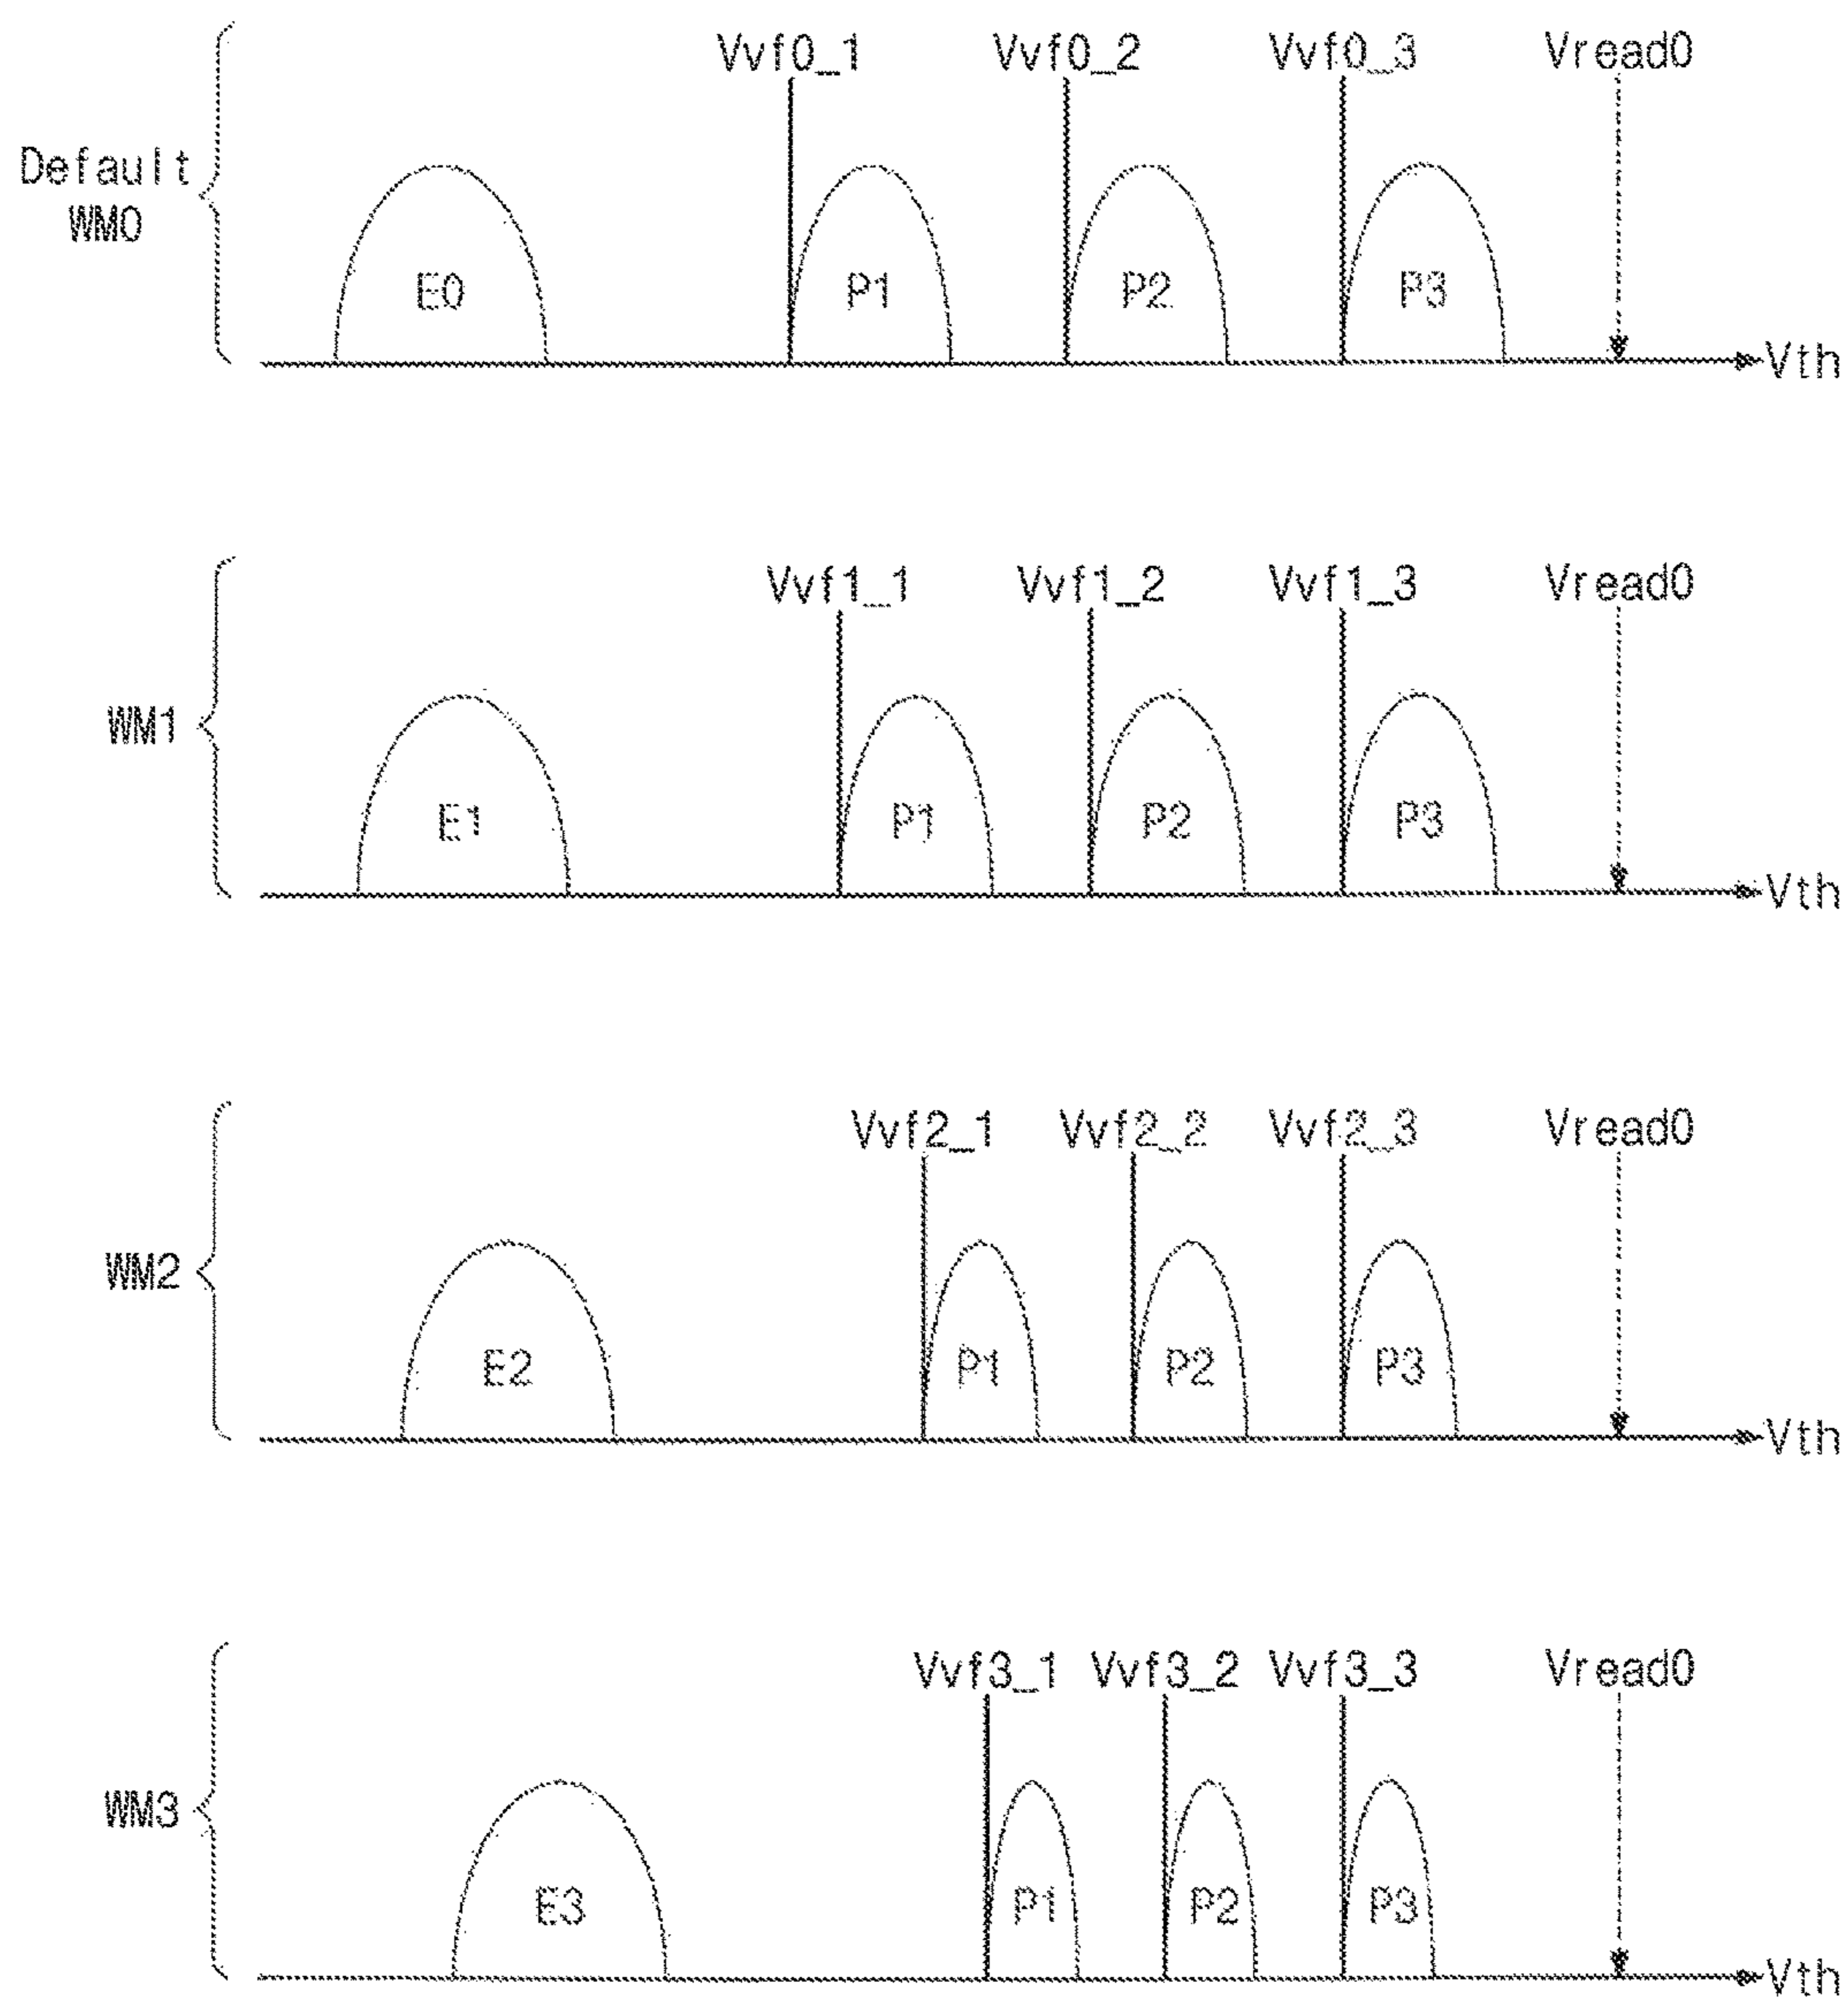 Vvf0_1 Vvf0_2 Vvf0_3 Vread0
Default
WM0
E0 P1 P2 P3
Vth
Vvf1_1 Vvf1_2 Vvf1_3 Vread0
WM1
E1 P1 P2 P3
Vth
Vvf2_1 Vvf2_2 Vvf2_3 Vread0
WM2
E2 P1 P2 P3
Vth
Vvf3_1 Vvf3_2 Vvf3_3 Vread0
WM3
E3 P1 P2 P3
Vth